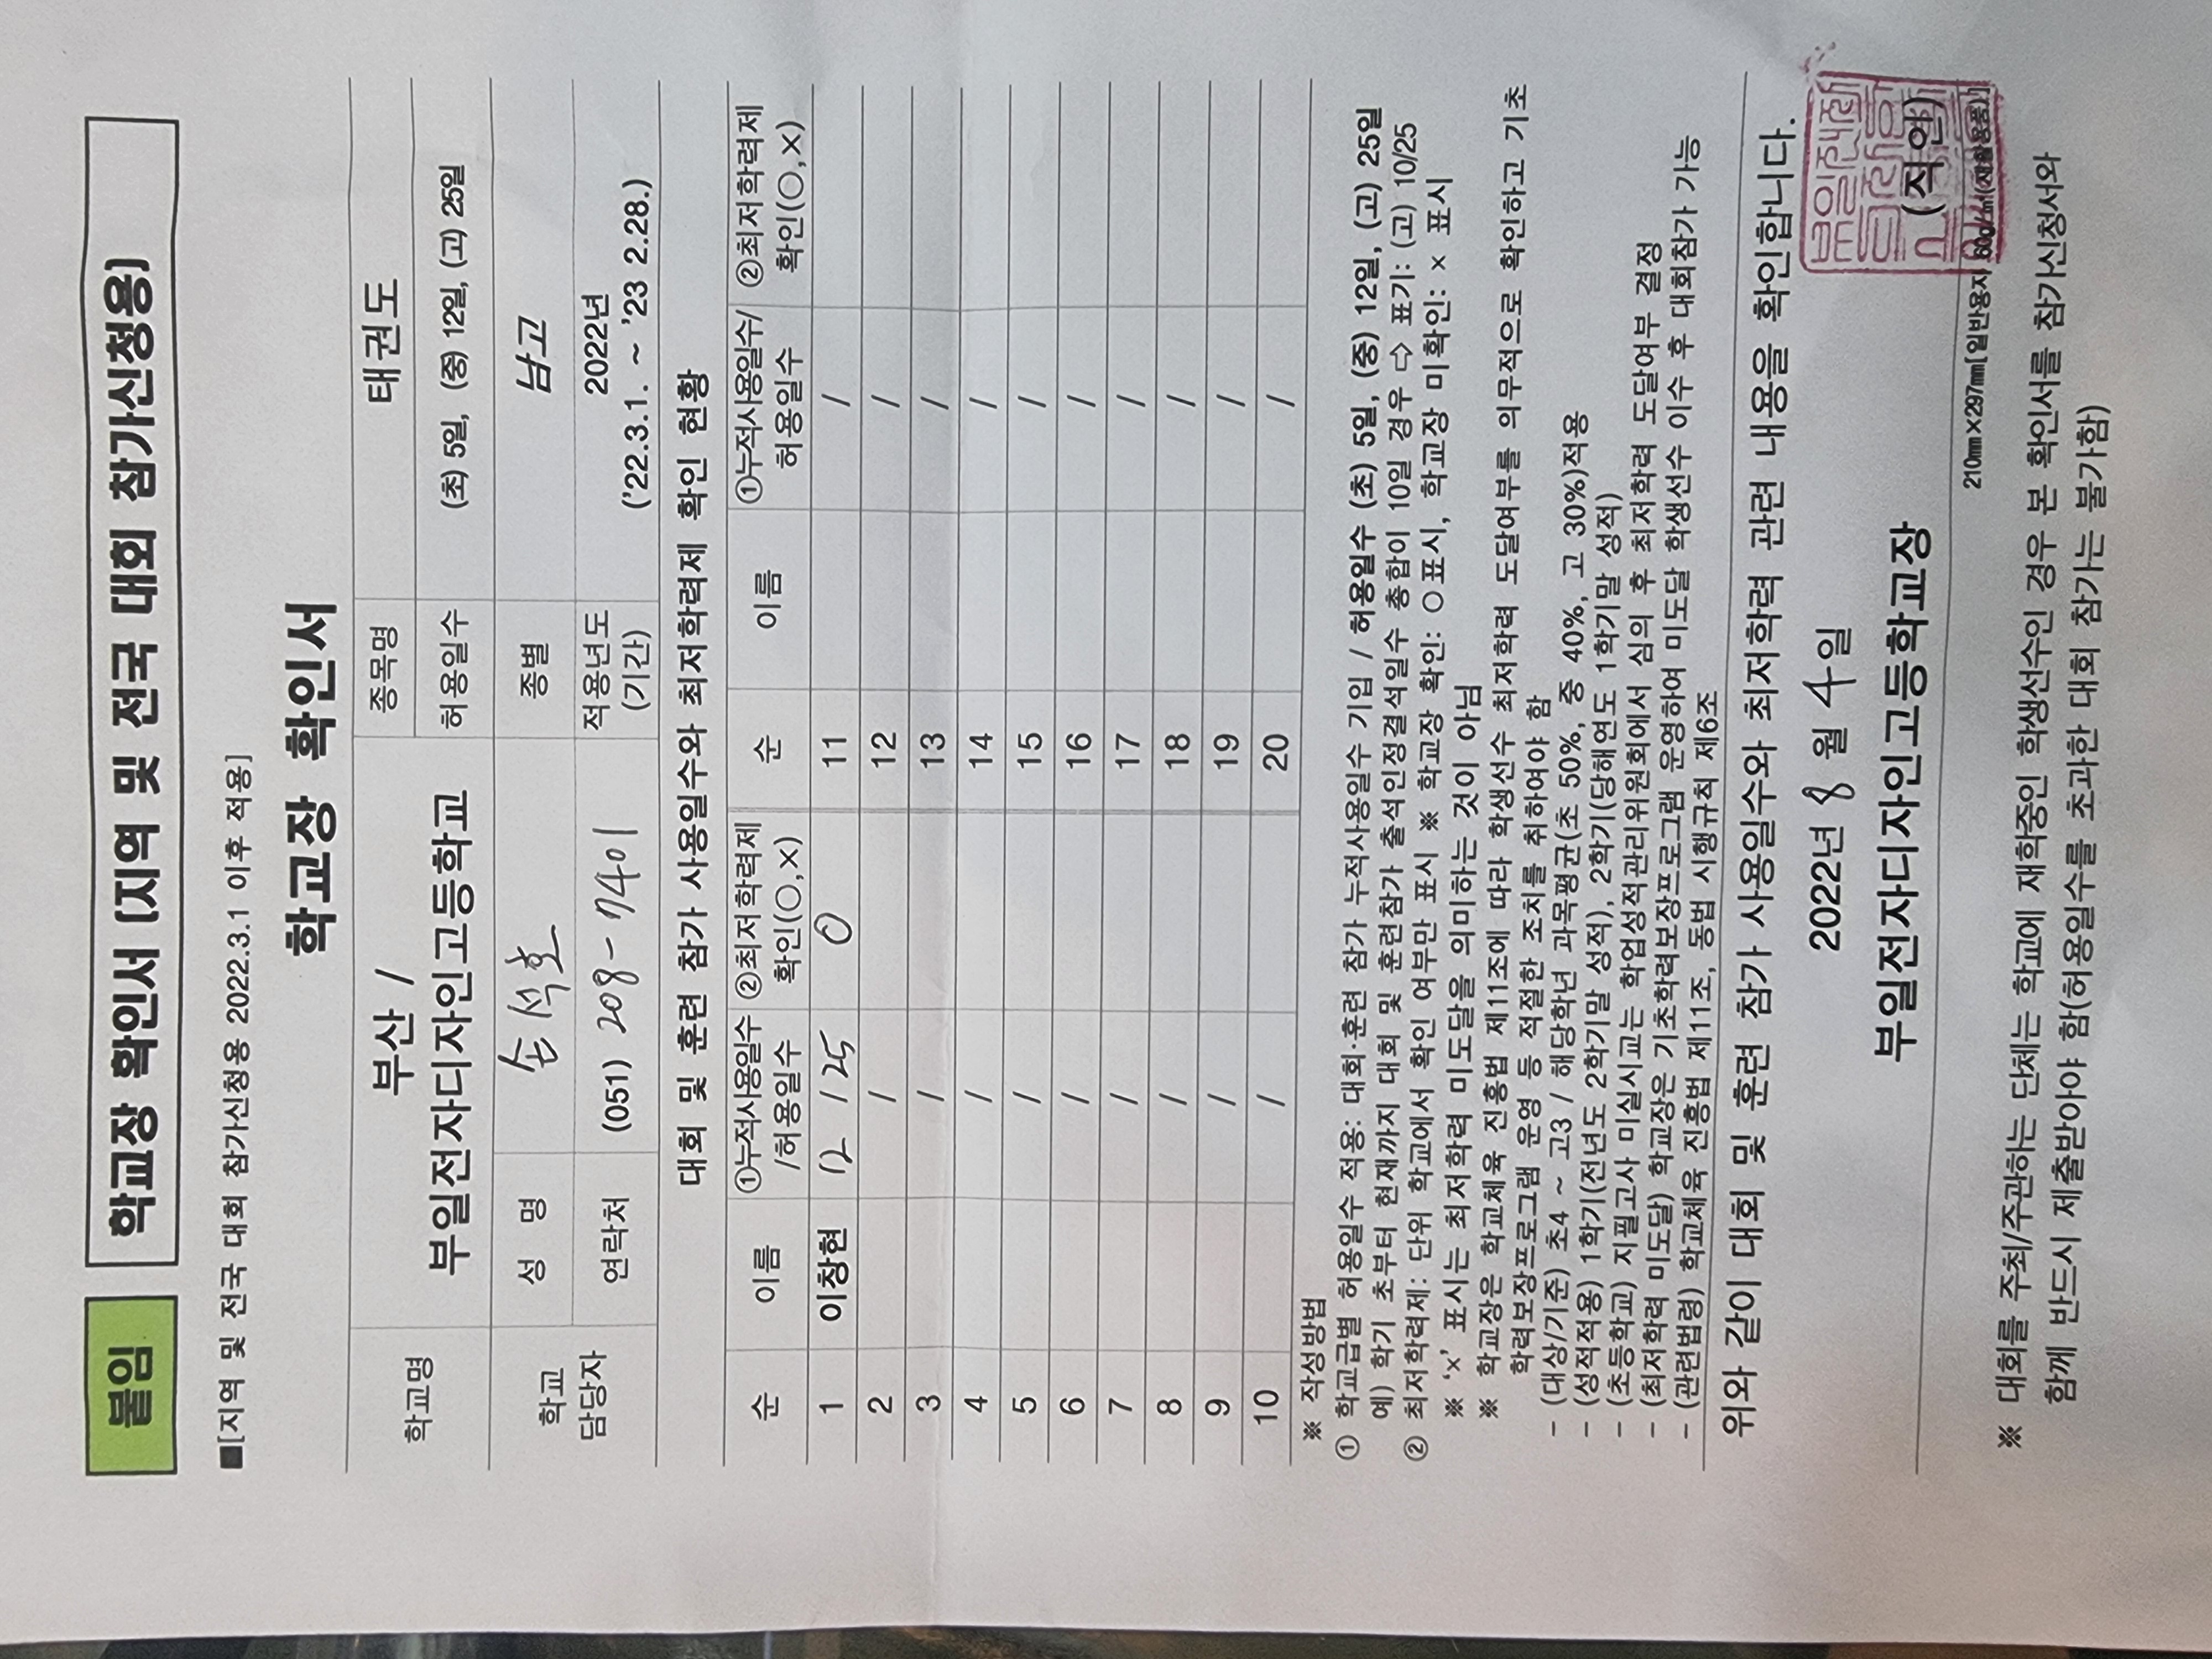 붙임
학교장 확인서 (지역 및 전국 대회 참가신청용)
■[지역 및 전국 대회 참가신청용 2022.3.1 이후 적용]
학교장 확인서
학교명 부산 / 부일전자디자인고등학교 종목명 태권도
허용일수 (초) 5일, (중) 12일, (고) 25일
학교 담당자 성 명 손석호 종별 남고
연락처 (051) 208-7401 적용년도 (기간) 2022년 ('22.3.1. ~ '23 2.28.)
대회 및 훈련 참가 사용일수와 최저학력제 확인 현황
순 이름 ①누적사용일수 /허용일수 ②최저학력제 확인(○,×) 순 이름 ①누적사용일수/ 허용일수 ②최저학력제 확인(○,×)
1 이창현 12 / 25 O 11 /
2 / 12 /
3 / 13 /
4 / 14 /
5 / 15 /
6 / 16 /
7 / 17 /
8 / 18 /
9 / 19 /
10 / 20 /
※ 작성방법
① 학교급별 허용일수 적용: 대회·훈련 참가 누적사용일수 기입 / 허용일수 (초) 5일, (중) 12일, (고) 25일
예) 학기 초부터 현재까지 대회 및 훈련참가 출석인정결석일수 총합이 10일 경우 ⇨ 표기: (고) 10/25
② 최저학력제: 단위 학교에서 확인 여부만 표시 ※ 학교장 확인: ○ 표시, 학교장 미확인: × 표시
※ '×' 표시는 최저학력 미도달을 의미하는 것이 아님
※ 학교장은 학교체육 진흥법 제11조에 따라 학생선수 최저학력 도달여부를 의무적으로 확인하고 기초
학력보장프로그램 운영 등 적절한 조치를 취하여야 함
- (대상/기준) 초4 ~ 고3 / 해당학년 과목평균(초 50%, 중 40%, 고 30%)적용
- (성적적용) 1학기(전년도 2학기말 성적), 2학기(당해연도 1학기말 성적)
- (초등학교) 지필고사 미실시교는 학업성적관리위원회에서 심의 후 최저학력 도달여부 결정
- (최저학력 미도달) 학교장은 기초학력보장프로그램 운영하여 미도달 학생선수 이수 후 대회참가 가능
- (관련법령) 학교체육 진흥법 제11조, 동법 시행규칙 제6조
위와 같이 대회 및 훈련 참가 사용일수와 최저학력 관련 내용을 확인합니다.
2022년 8월 4일
부일전자디자인고등학교장 (직인)
210㎜×297㎜[일반용지 60g/㎡(재활용품)]
※ 대회를 주최/주관하는 단체는 학교에 재학중인 학생선수인 경우 본 확인서를 참가신청서와
함께 반드시 제출받아야 함(허용일수를 초과한 대회 참가는 불가함)